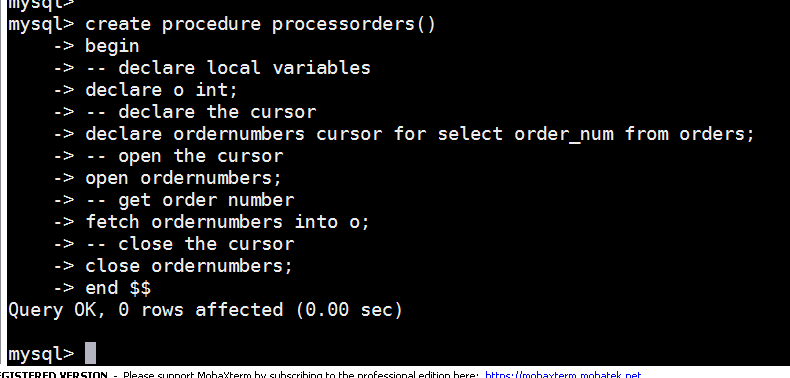 mysql>
mysql> create procedure processorders()
    -> begin
    -> -- declare local variables
    -> declare o int;
    -> -- declare the cursor
    -> declare ordernumbers cursor for select order_num from orders;
    -> -- open the cursor
    -> open ordernumbers;
    -> -- get order number
    -> fetch ordernumbers into o;
    -> -- close the cursor
    -> close ordernumbers;
    -> end $$
Query OK, 0 rows affected (0.00 sec)
mysql>
EGISTERED VERSION - Please support MobaXterm by subscribing to the professional edition here: https://mobaxterm.mobatek.net